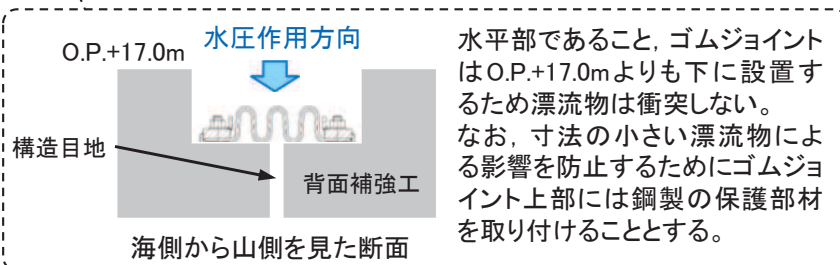 水圧作用方向
O.P.+17.0m
構造目地
背面補強工
海側から山側を見た断面
水平部であること，ゴムジョイント
はO.P.+17.0mよりも下に設置す
るため漂流物は衝突しない。
なお，寸法の小さい漂流物によ
る影響を防止するためにゴムジョ
イント上部には鋼製の保護部材
を取り付けることとする。